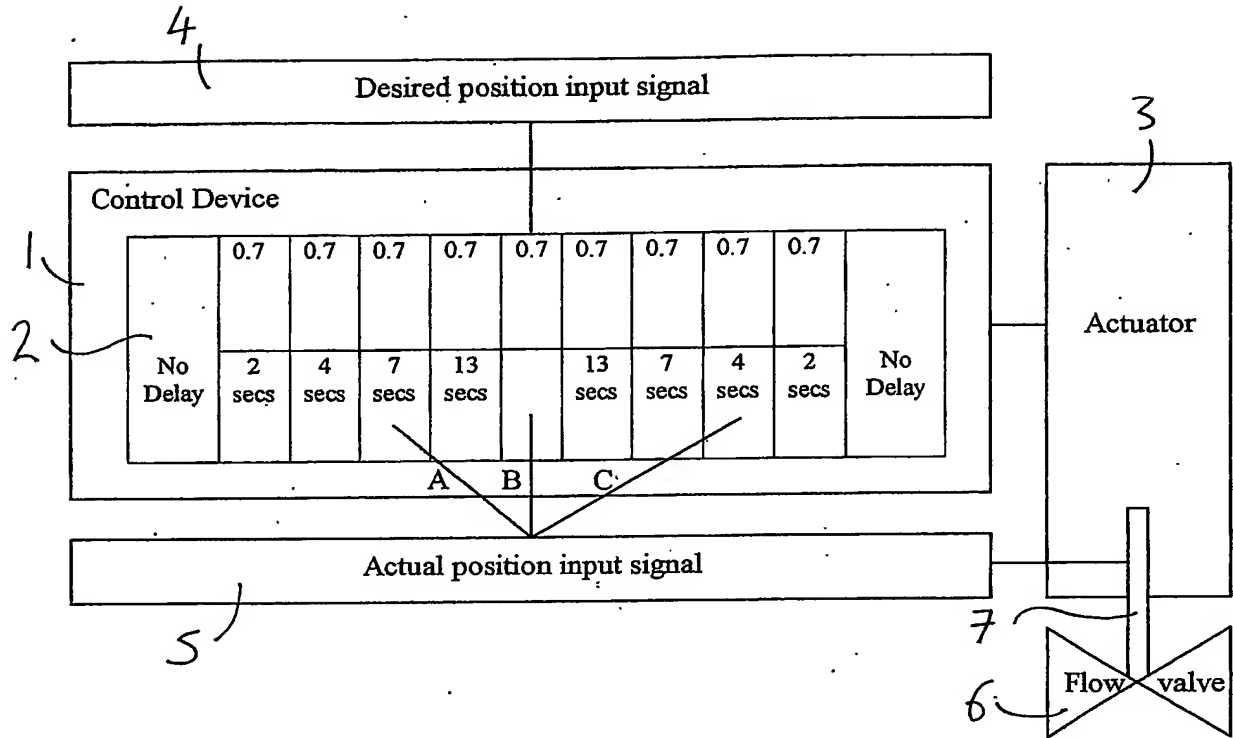 4
Desired position input signal
3
Control Device
1
0.7 0.7 0.7 0.7 0.7 0.7 0.7 0.7 0.7
2
No Delay
2 secs
4 secs
7 secs
13 secs
13 secs
7 secs
4 secs
2 secs
No Delay
Actuator
A B C
Actual position input signal
5
7
Flow valve
6